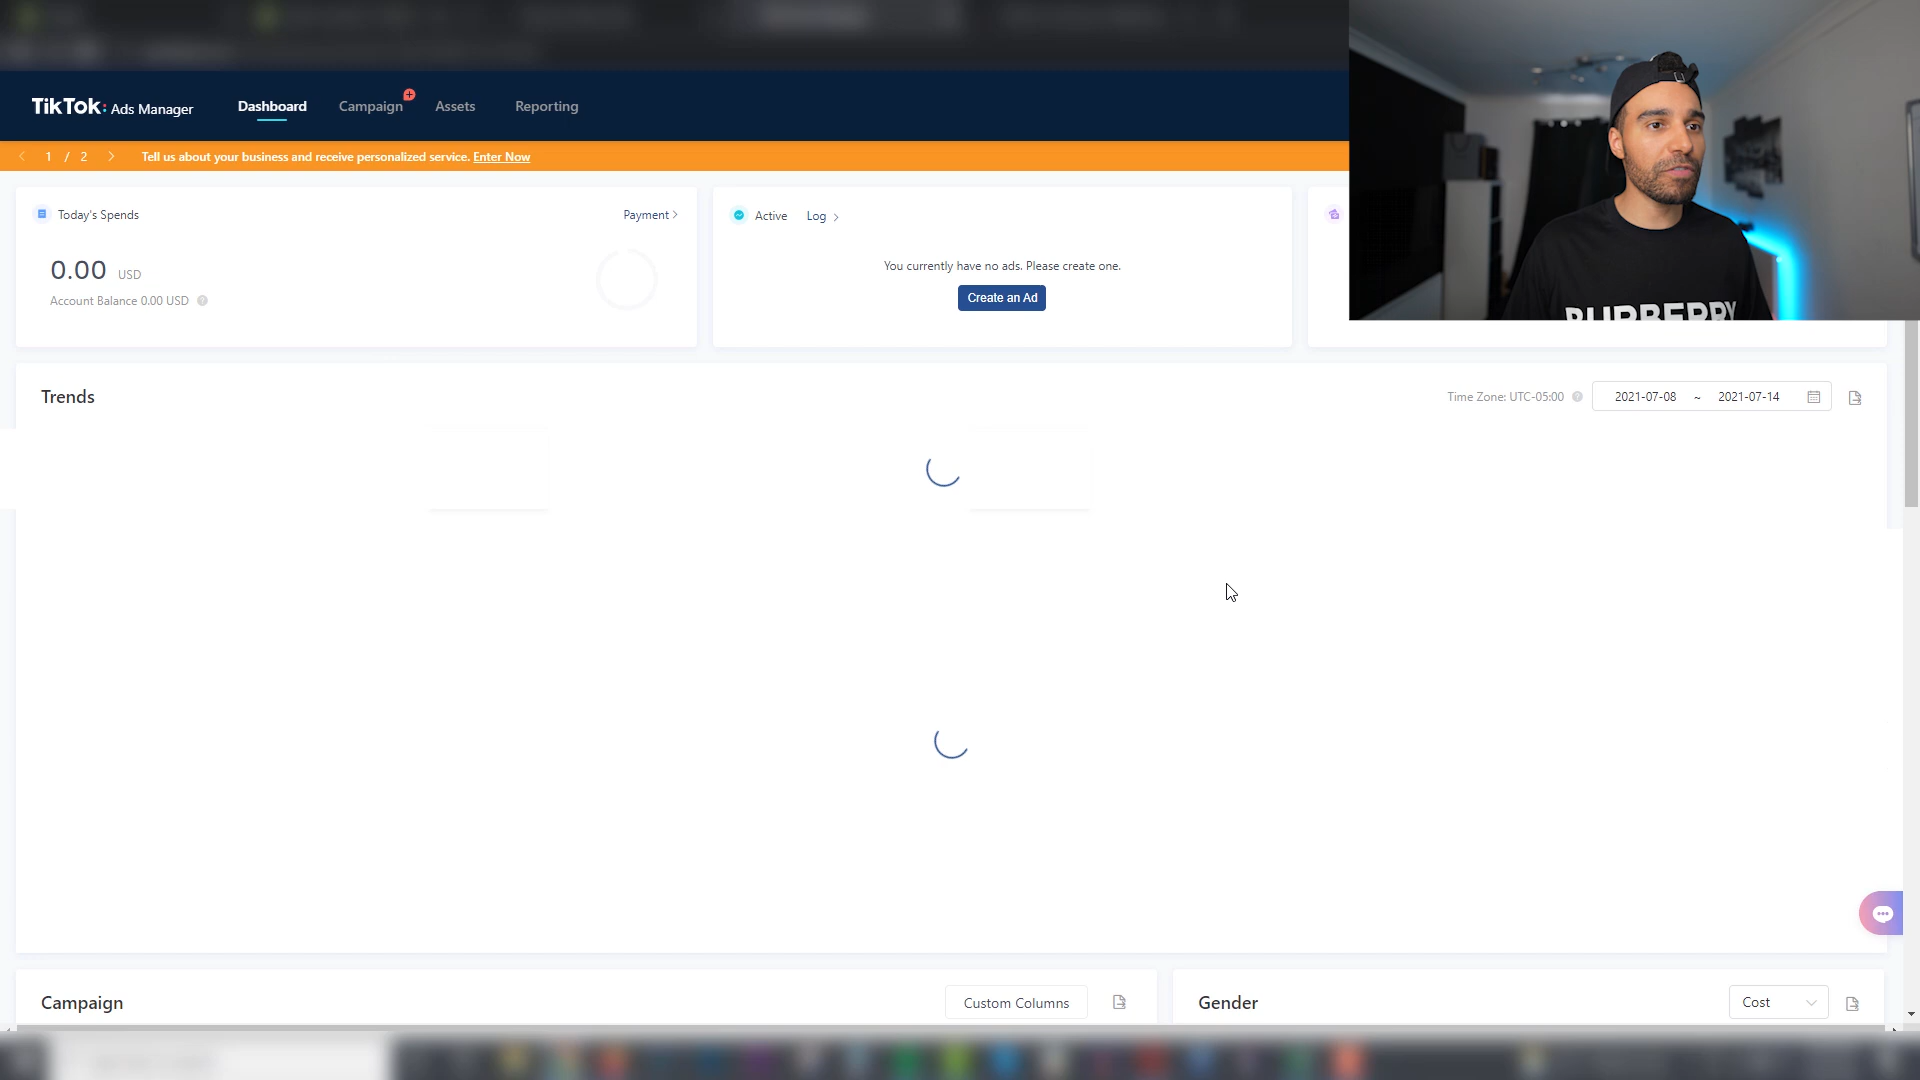 TikTok: Ads Manager
Dashboard
Campaign
Assets
Reporting
1 / 2
Tell us about your business and receive personalized service. Enter Now
Today's Spends
Payment
0.00 USD
Account Balance 0.00 USD
Active
Log
You currently have no ads. Please create one.
Create an Ad
BURBERRY
Trends
Time Zone: UTC-05:00
2021-07-08 ~ 2021-07-14
Campaign
Custom Columns
Gender
Cost